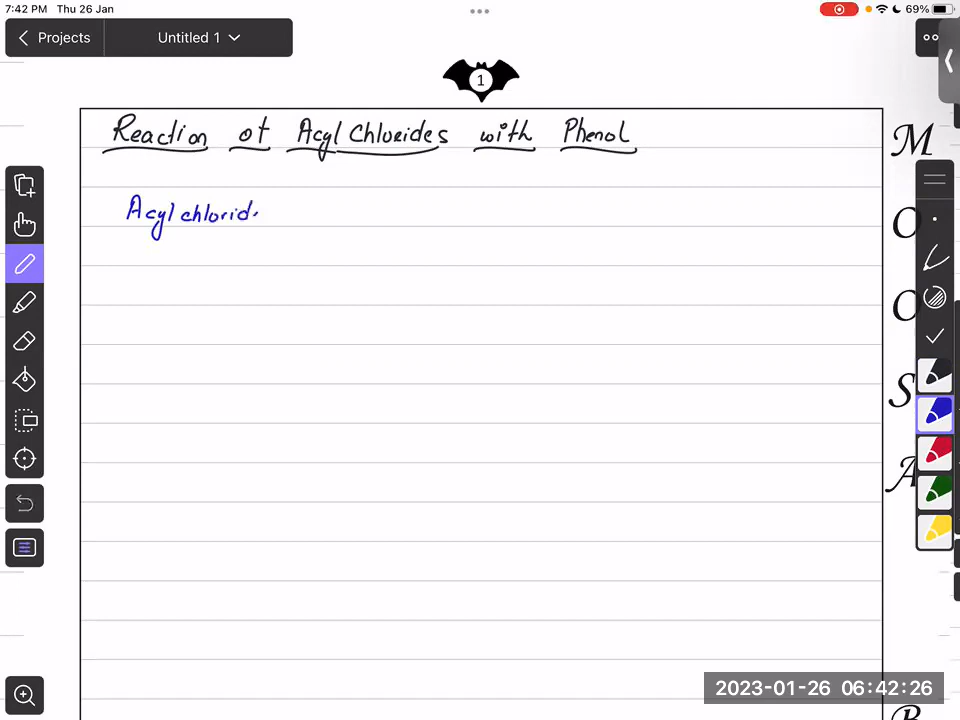 7:42 PM Thu 26 Jan
69%
Projects
Untitled 1
1
Reaction of Acyl Chlorides with Phenol
M
Acyl chlorid
O
O
S
A
B
2023-01-26 06:42:26